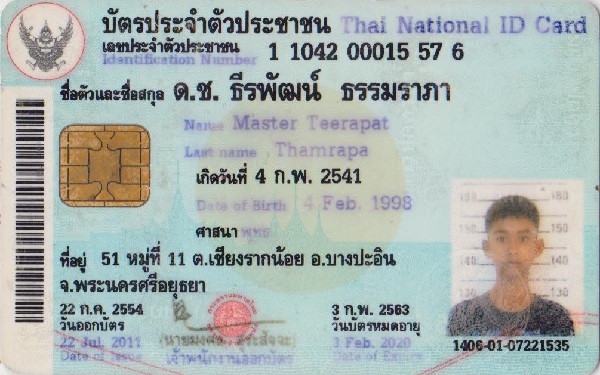 บัตรประจำตัวประชาชน Thai National ID Card
เลขประจำตัวประชาชน 1 1042 00015 57 6
Identification Number
ชื่อตัวและชื่อสกุล ด.ช. ธีรพัฒน์ ธรรมราภา
Name Master Teerapat
Last name Thamrapa
เกิดวันที่ 4 ก.พ. 2541
Date of Birth 4 Feb. 1998
ศาสนา พุทธ
ที่อยู่ 51 หมู่ที่ 11 ต.เชียงรากน้อย อ.บางปะอิน
จ.พระนครศรีอยุธยา
22 ก.ค. 2554
วันออกบัตร
22 Jul. 2011
Date of Issue
เจ้าพนักงานออกบัตร
3 ก.พ. 2563
วันบัตรหมดอายุ
3 Feb. 2020
Date of Expiry
180
160
150
140
130
1406-01-07221535